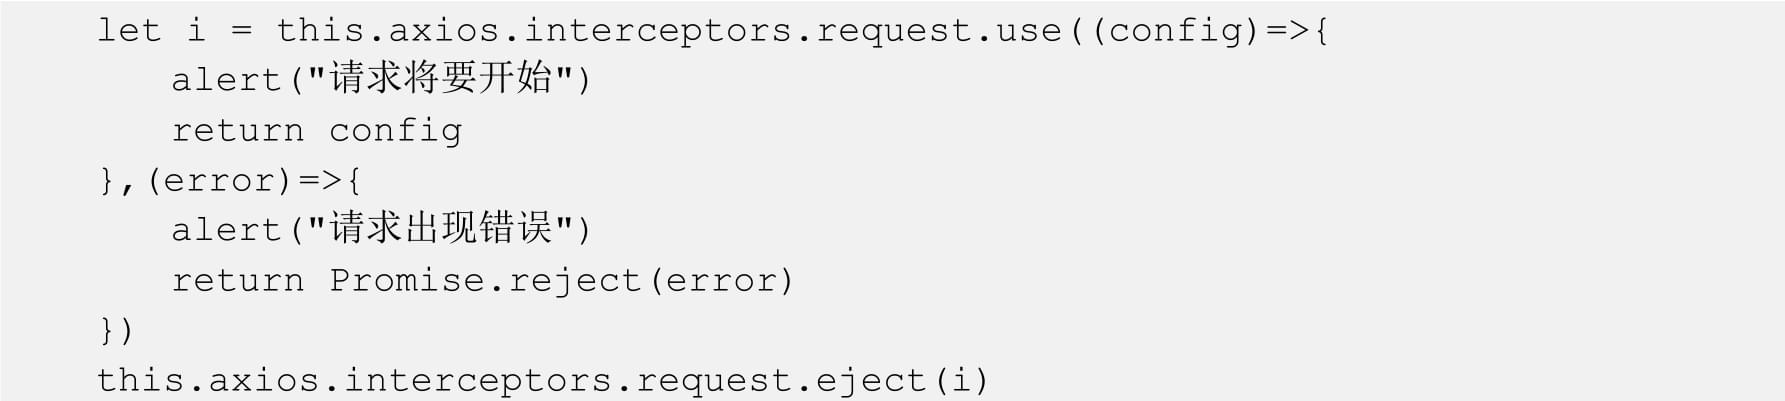 let i = this.axios.interceptors.request.use((config)=>{
alert("请求将要开始")
return config
},(error)=>{
alert("请求出现错误")
return Promise.reject(error)
})
this.axios.interceptors.request.eject(i)